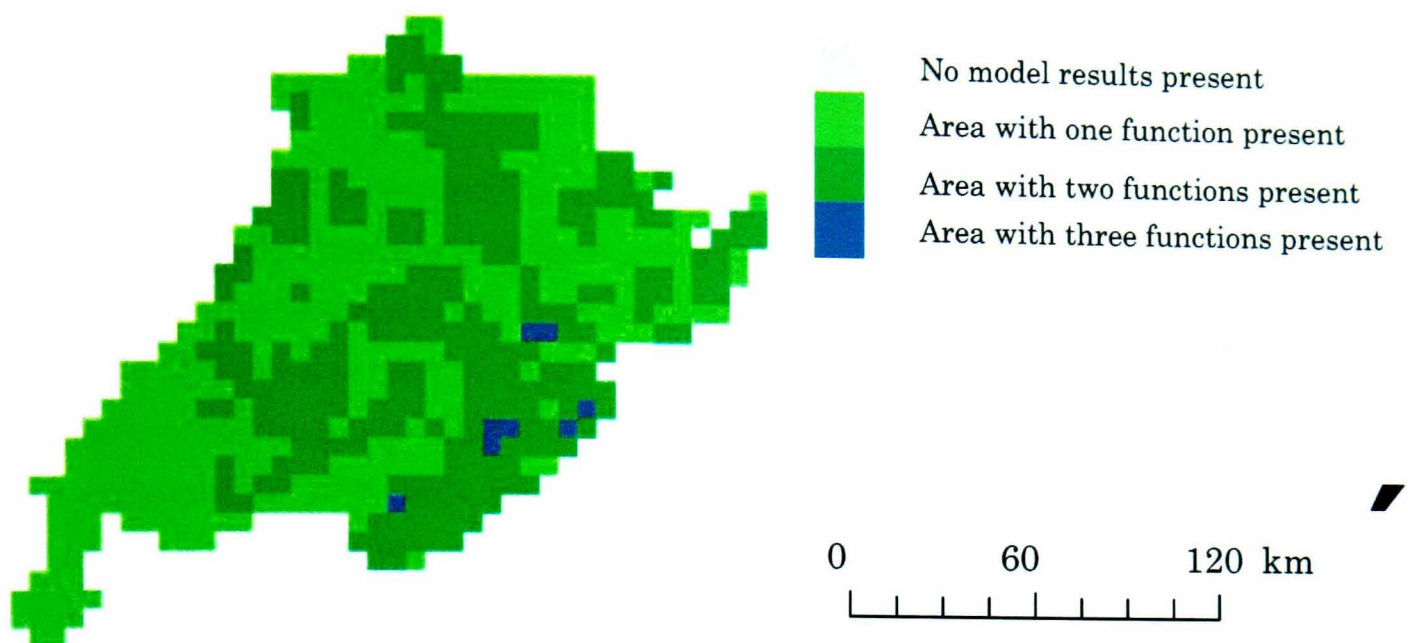 No model results present
Area with one function present
Area with two functions present
Area with three functions present
0 60 120 km